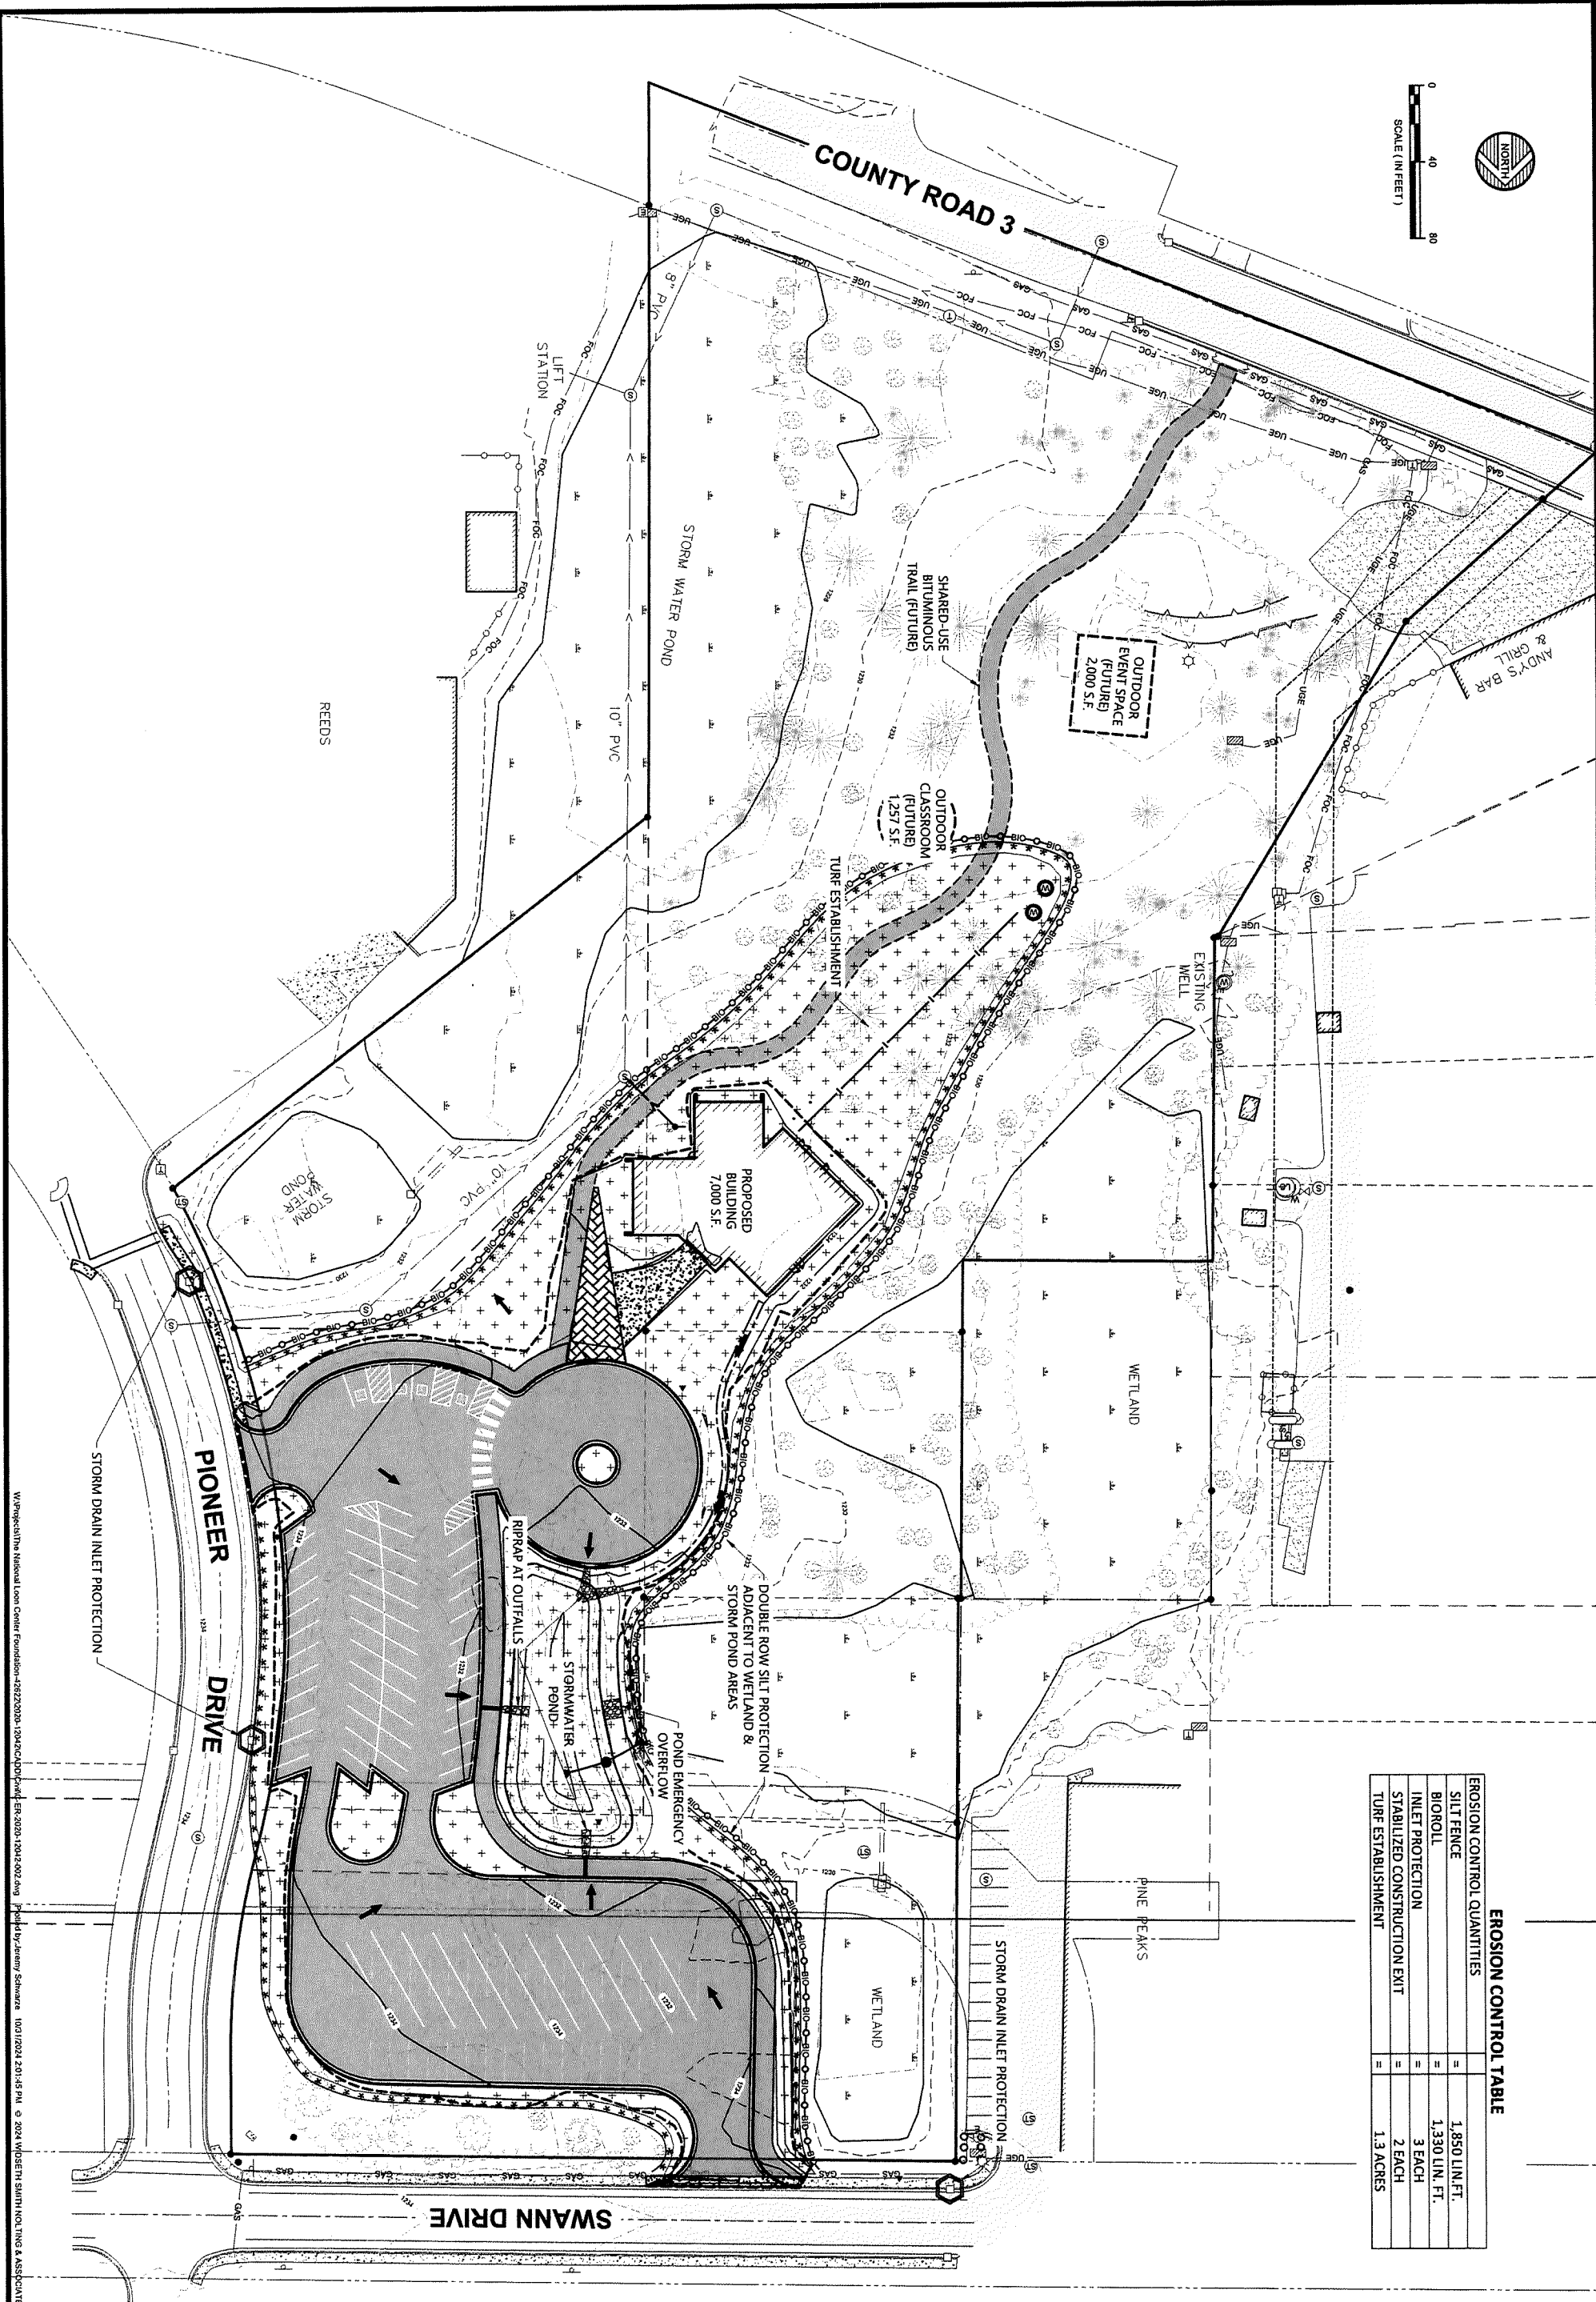 NORTH
0
40
80
SCALE ( IN FEET )
COUNTY ROAD 3
EROSION CONTROL TABLE
EROSION CONTROL QUANTITIES
SILT FENCE = 1,850 LIN.FT.
BIOROLL = 1,330 LIN. FT.
INLET PROTECTION = 3 EACH
STABILIZED CONSTRUCTION EXIT = 2 EACH
TURF ESTABLISHMENT = 1.3 ACRES
ANDY'S BAR
& GRILL
OUTDOOR
EVENT SPACE
(FUTURE)
2,000 S.F.
SHARED-USE
BITUMINOUS
TRAIL (FUTURE)
OUTDOOR
CLASSROOM
(FUTURE)
1,257 S.F.
TURF ESTABLISHMENT
EXISTING
WELL
8" PVC
LIFT
STATION
STORM WATER POND
10" PVC
REEDS
10" PVC
STORM
WATER
POND
PROPOSED
BUILDING
7,000 S.F.
WETLAND
DOUBLE ROW SILT PROTECTION
ADJACENT TO WETLAND &
STORM POND AREAS
RIPRAP AT OUTFALLS
STORMWATER
POND
POND EMERGENCY
OVERFLOW
PINE PEAKS
WETLAND
STORM DRAIN INLET PROTECTION
STORM DRAIN INLET PROTECTION
PIONEER DRIVE
SWANN DRIVE